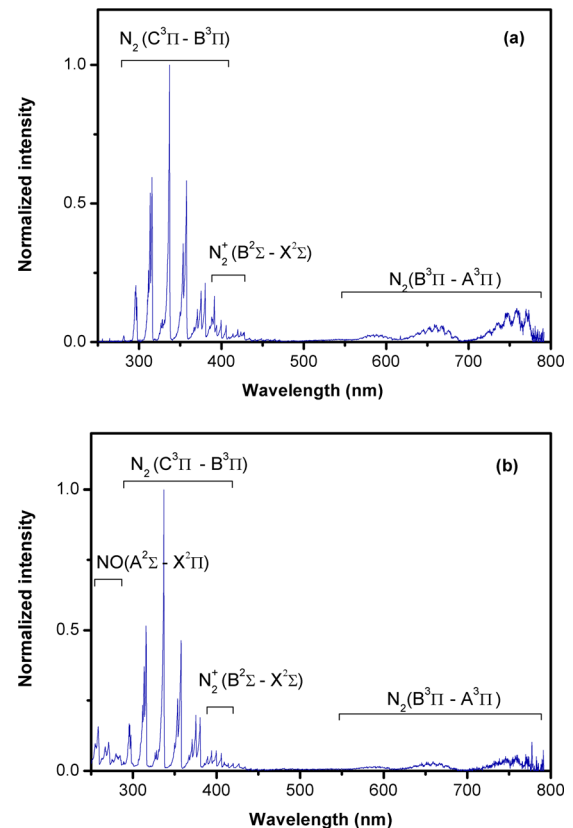 N₂(C³Π - B³Π)
(a)
1.0
0.5
0.0
N₂⁺(B²Σ - X²Σ)
N₂(B³Π - A³Π)
300 400 500 600 700 800
Wavelength (nm)
Normalized intensity
N₂(C³Π - B³Π)
(b)
1.0
0.5
0.0
NO(A²Σ - X²Π)
N₂⁺(B²Σ - X²Σ)
N₂(B³Π - A³Π)
300 400 500 600 700 800
Wavelength (nm)
Normalized intensity